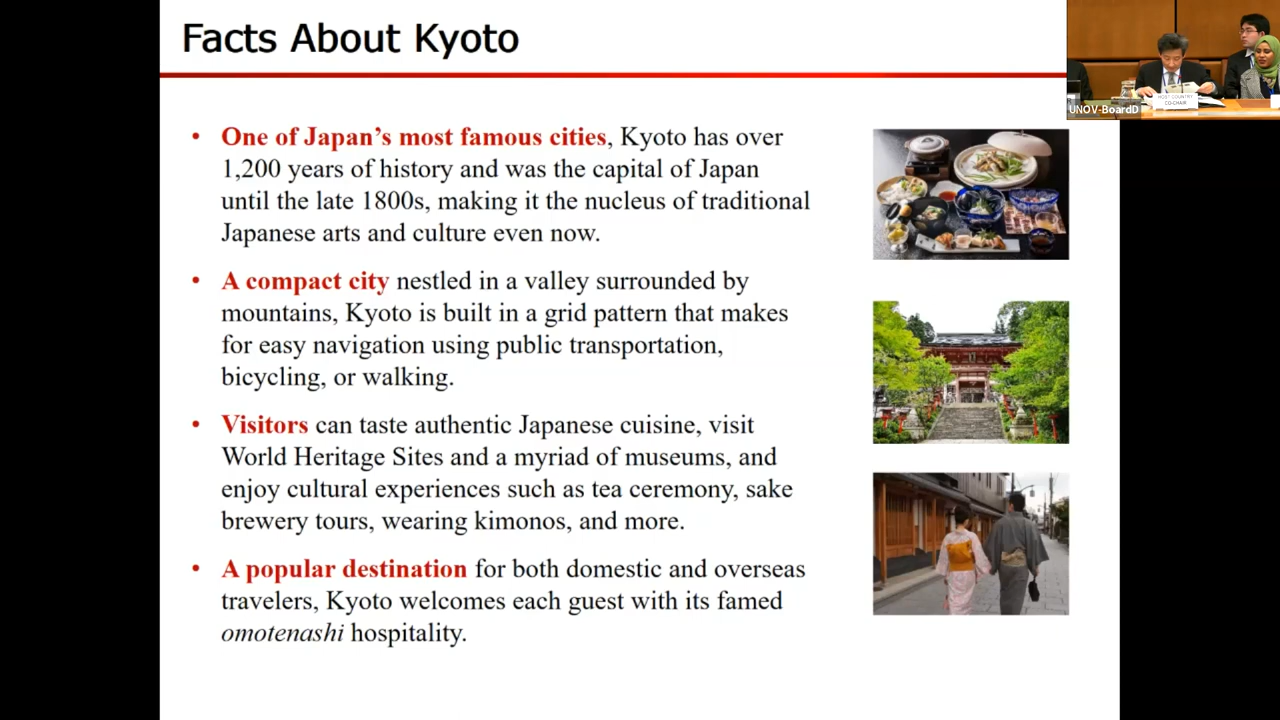 Facts About Kyoto
• One of Japan's most famous cities, Kyoto has over
1,200 years of history and was the capital of Japan
until the late 1800s, making it the nucleus of traditional
Japanese arts and culture even now.
• A compact city nestled in a valley surrounded by
mountains, Kyoto is built in a grid pattern that makes
for easy navigation using public transportation,
bicycling, or walking.
• Visitors can taste authentic Japanese cuisine, visit
World Heritage Sites and a myriad of museums, and
enjoy cultural experiences such as tea ceremony, sake
brewery tours, wearing kimonos, and more.
• A popular destination for both domestic and overseas
travelers, Kyoto welcomes each guest with its famed
omotenashi hospitality.
HOST COUNTRY
CO-CHAIR
UNOV-BoardD